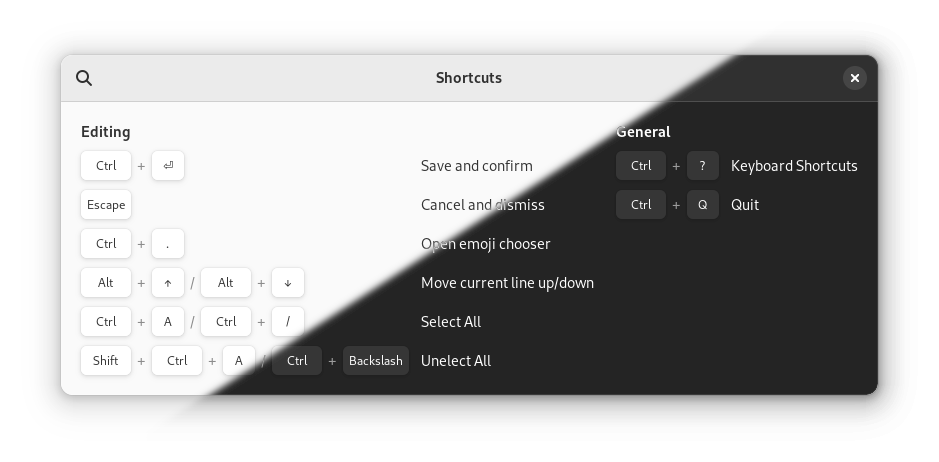 Shortcuts
Editing
Ctrl + ⏎ Save and confirm
Escape Cancel and dismiss
Ctrl + . Open emoji chooser
Alt + ↑ / Alt + ↓ Move current line up/down
Ctrl + A / Ctrl + / Select All
Shift + Ctrl + A / Ctrl + Backslash Unelect All
General
Ctrl + ? Keyboard Shortcuts
Ctrl + Q Quit